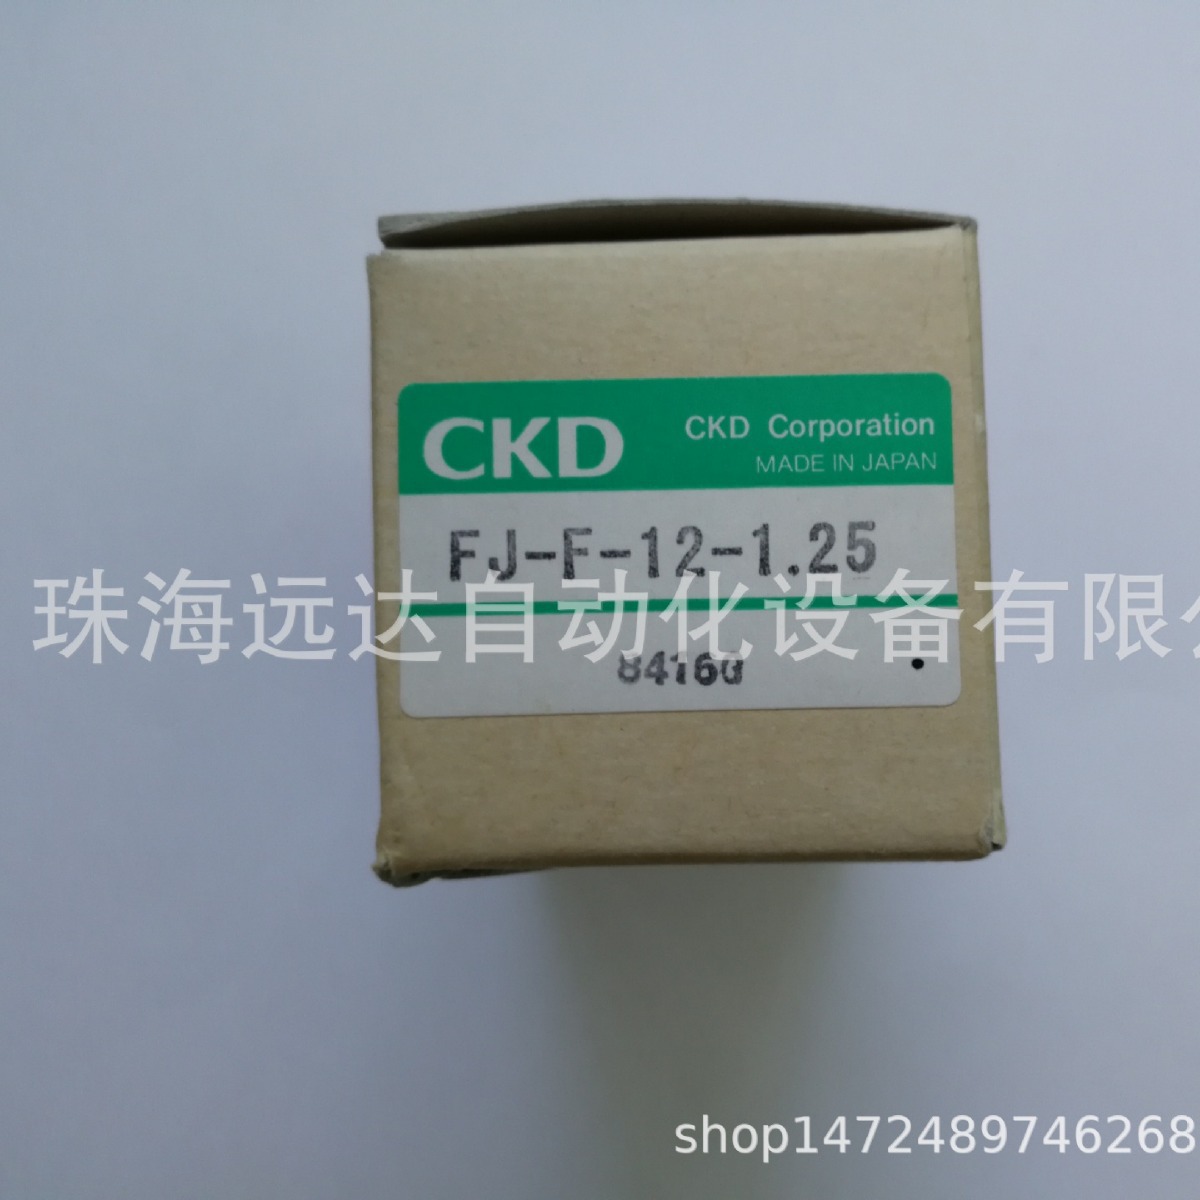 CKD
CKD Corporation
MADE IN JAPAN
FJ-F-12-1.25
珠海远达自动化设备有限
84160
shop1472489746268